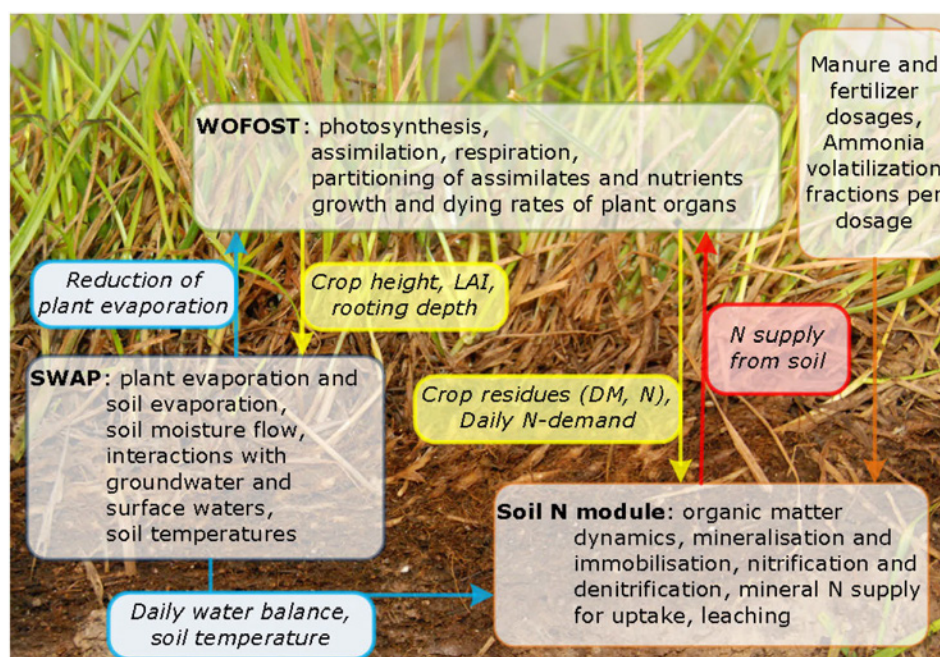 Manure and
fertilizer
dosages,
Ammonia
volatilization
fractions per
dosage
WOFOST: photosynthesis,
assimilation, respiration,
partitioning of assimilates and nutrients
growth and dying rates of plant organs
Reduction of
plant evaporation
Crop height, LAI,
rooting depth
N supply
from soil
SWAP: plant evaporation and
soil evaporation,
soil moisture flow,
interactions with
groundwater and
surface waters,
soil temperatures
Crop residues (DM, N),
Daily N-demand
Soil N module: organic matter
dynamics, mineralisation and
immobilisation, nitrification and
denitrification, mineral N supply
for uptake, leaching
Daily water balance,
soil temperature